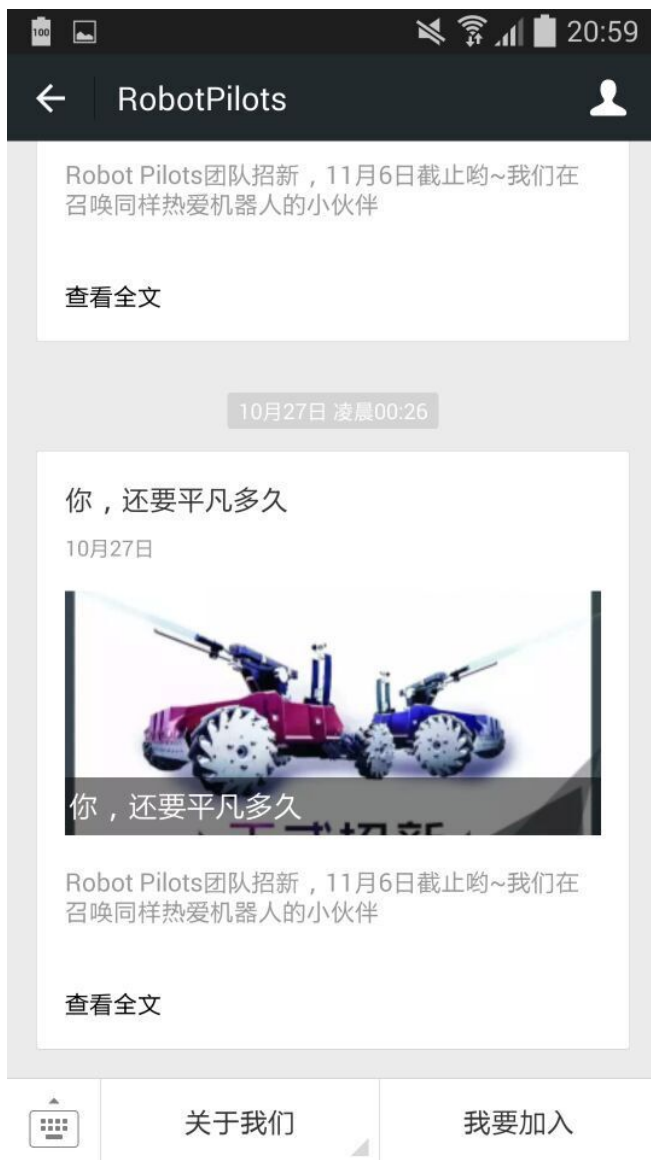 100
20:59
RobotPilots
Robot Pilots团队招新，11月6日截止哟~我们在
召唤同样热爱机器人的小伙伴
查看全文
10月27日 凌晨00:26
你，还要平凡多久
10月27日
你，还要平凡多久
Robot Pilots团队招新，11月6日截止哟~我们在
召唤同样热爱机器人的小伙伴
查看全文
关于我们
我要加入